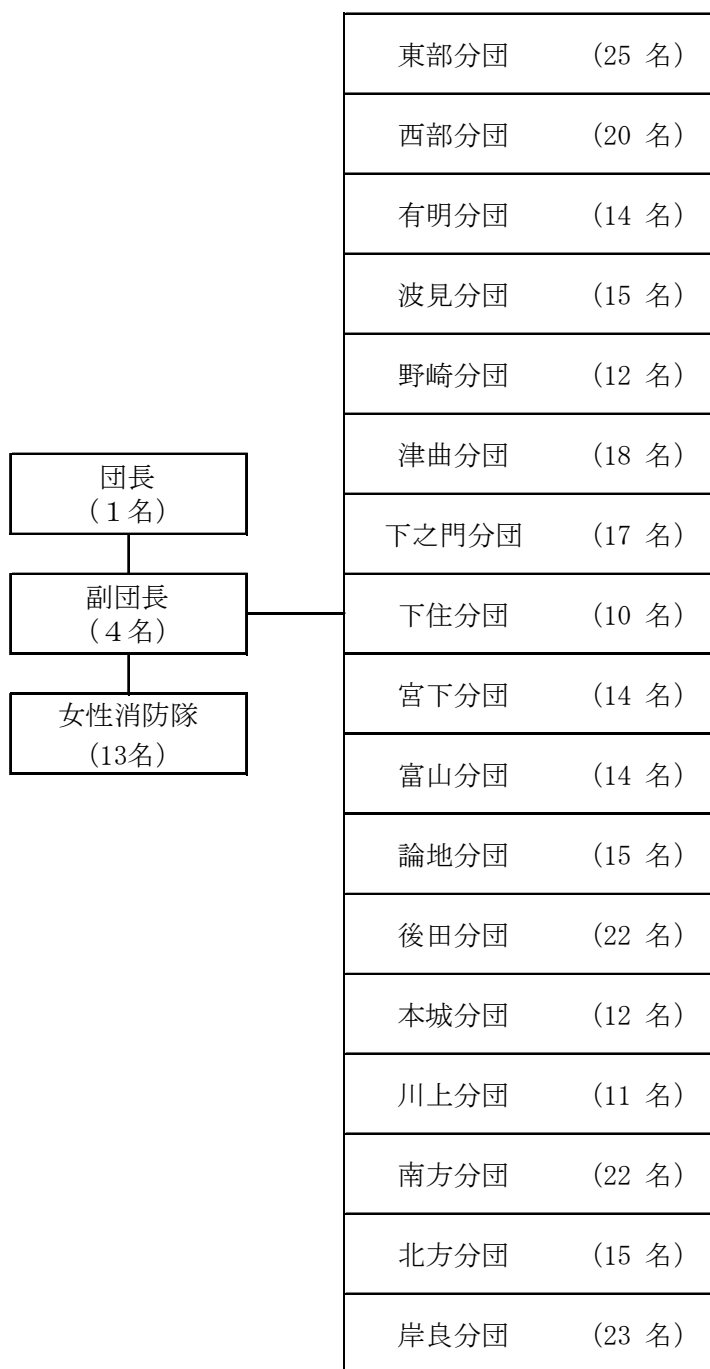 団長
(１名)
副団長
(４名)
女性消防隊
(13名)
東部分団 (25 名)
西部分団 (20 名)
有明分団 (14 名)
波見分団 (15 名)
野崎分団 (12 名)
津曲分団 (18 名)
下之門分団 (17 名)
下住分団 (10 名)
宮下分団 (14 名)
富山分団 (14 名)
論地分団 (15 名)
後田分団 (22 名)
本城分団 (12 名)
川上分団 (11 名)
南方分団 (22 名)
北方分団 (15 名)
岸良分団 (23 名)